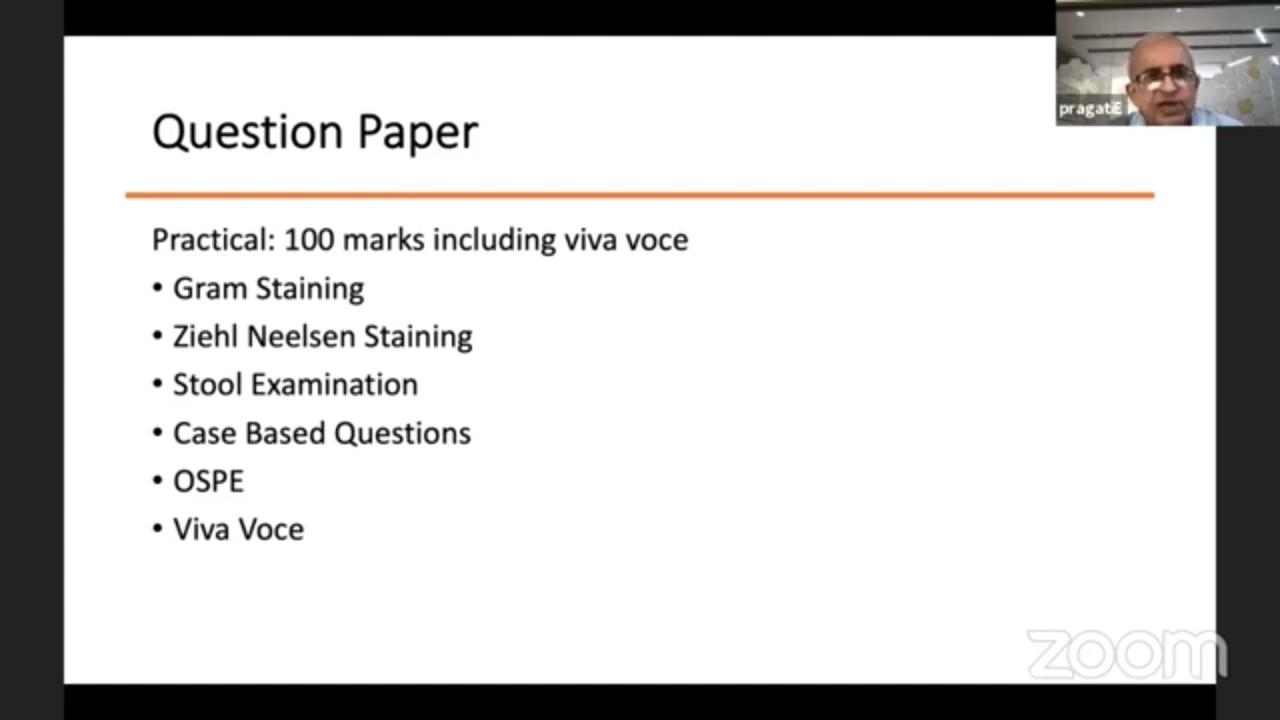 Question Paper
pragatE
Practical: 100 marks including viva voce
• Gram Staining
• Ziehl Neelsen Staining
• Stool Examination
• Case Based Questions
• OSPE
• Viva Voce
zoom